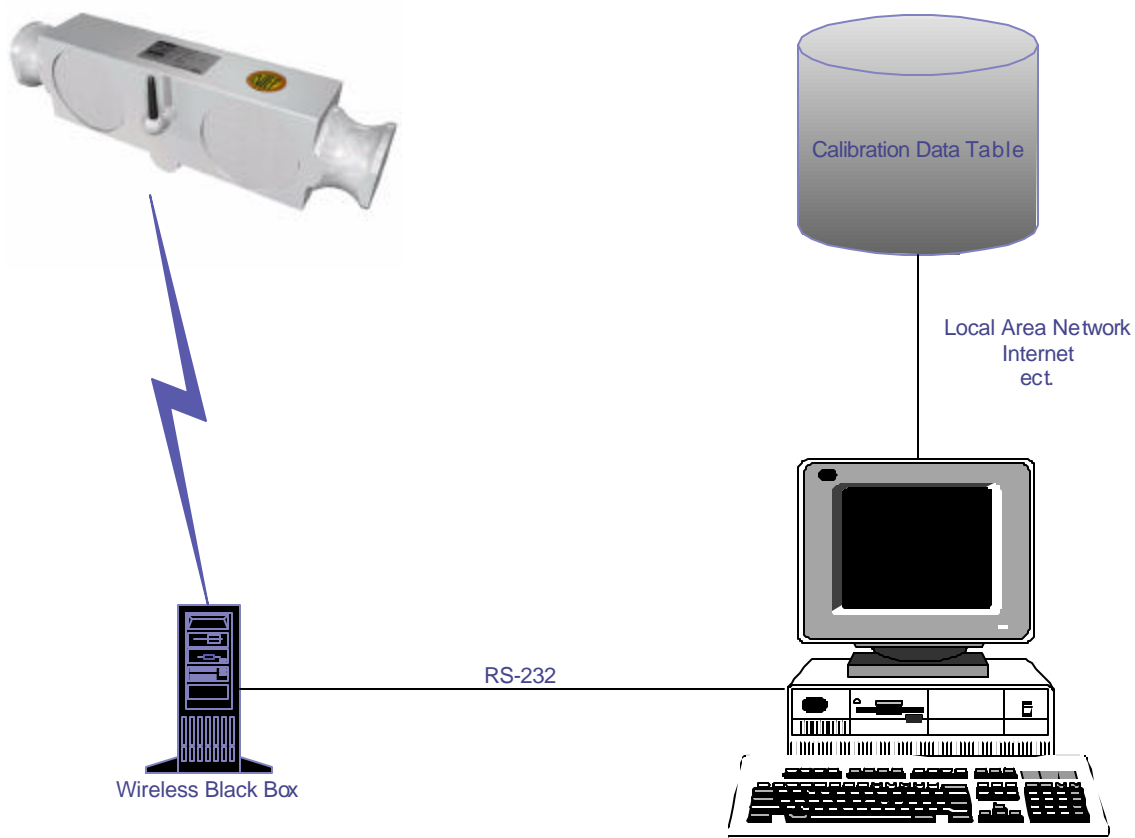 Calibration Data Table
Local Area Network
Internet
ect.
RS-232
Wireless Black Box